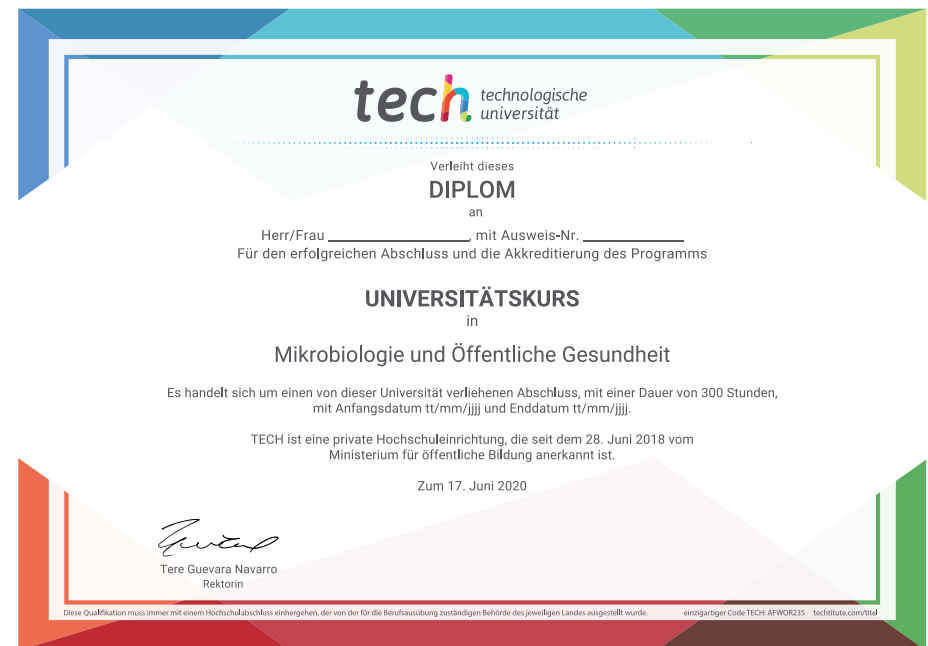 tech technologische
universität
Verleiht dieses
DIPLOM
an
Herr/Frau ____________________, mit Ausweis-Nr. ______________
Für den erfolgreichen Abschluss und die Akkreditierung des Programms
UNIVERSITÄTSKURS
in
Mikrobiologie und Öffentliche Gesundheit
Es handelt sich um einen von dieser Universität verliehenen Abschluss, mit einer Dauer von 300 Stunden,
mit Anfangsdatum tt/mm/jjjj und Enddatum tt/mm/jjjj.
TECH ist eine private Hochschuleinrichtung, die seit dem 28. Juni 2018 vom
Ministerium für öffentliche Bildung anerkannt ist.
Zum 17. Juni 2020
Tere Guevara Navarro
Rektorin
Diese Qualifikation muss immer mit einem Hochschulabschluss einhergehen, der von der für die Berufsausübung zuständigen Behörde des jeweiligen Landes ausgestellt wurde. einzigartiger Code TECH: AFWOR23S techtitute.com/titel